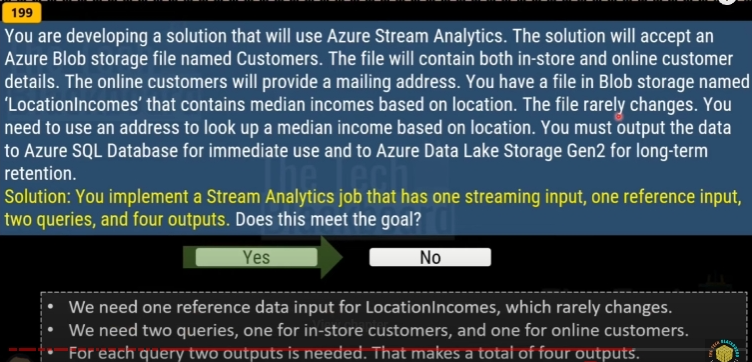 199
You are developing a solution that will use Azure Stream Analytics. The solution will accept an
Azure Blob storage file named Customers. The file will contain both in-store and online customer
details. The online customers will provide a mailing address. You have a file in Blob storage named
‘LocationIncomes’ that contains median incomes based on location. The file rarely changes. You
need to use an address to look up a median income based on location. You must output the data
to Azure SQL Database for immediate use and to Azure Data Lake Storage Gen2 for long-term
retention.
Solution: You implement a Stream Analytics job that has one streaming input, one reference input,
two queries, and four outputs. Does this meet the goal?
Yes
No
• We need one reference data input for LocationIncomes, which rarely changes.
• We need two queries, one for in-store customers, and one for online customers.
• For each query two outputs is needed. That makes a total of four outputs.